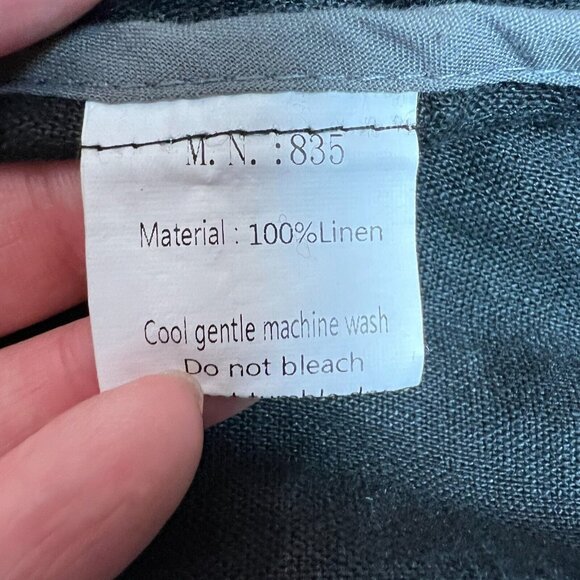 M. N. :835
Material : 100%Linen
Cool gentle machine wash
Do not bleach